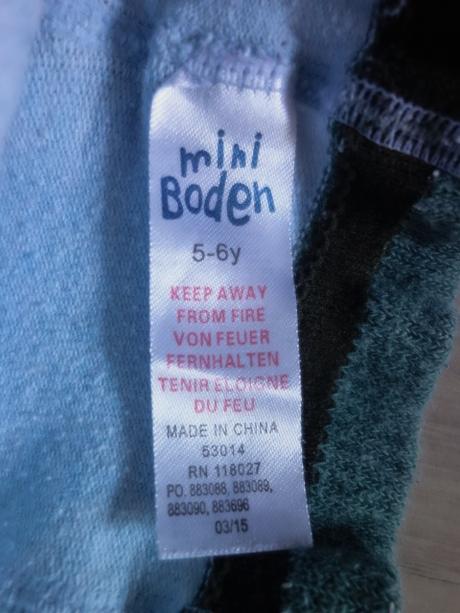 mini
Boden
5-6y
KEEP AWAY
FROM FIRE
VON FEUER
FERNHALTEN
TENIR ELOIGNE
DU FEU
MADE IN CHINA
53014
RN 118027
PO. 883088, 883089,
883090, 883696
03/15